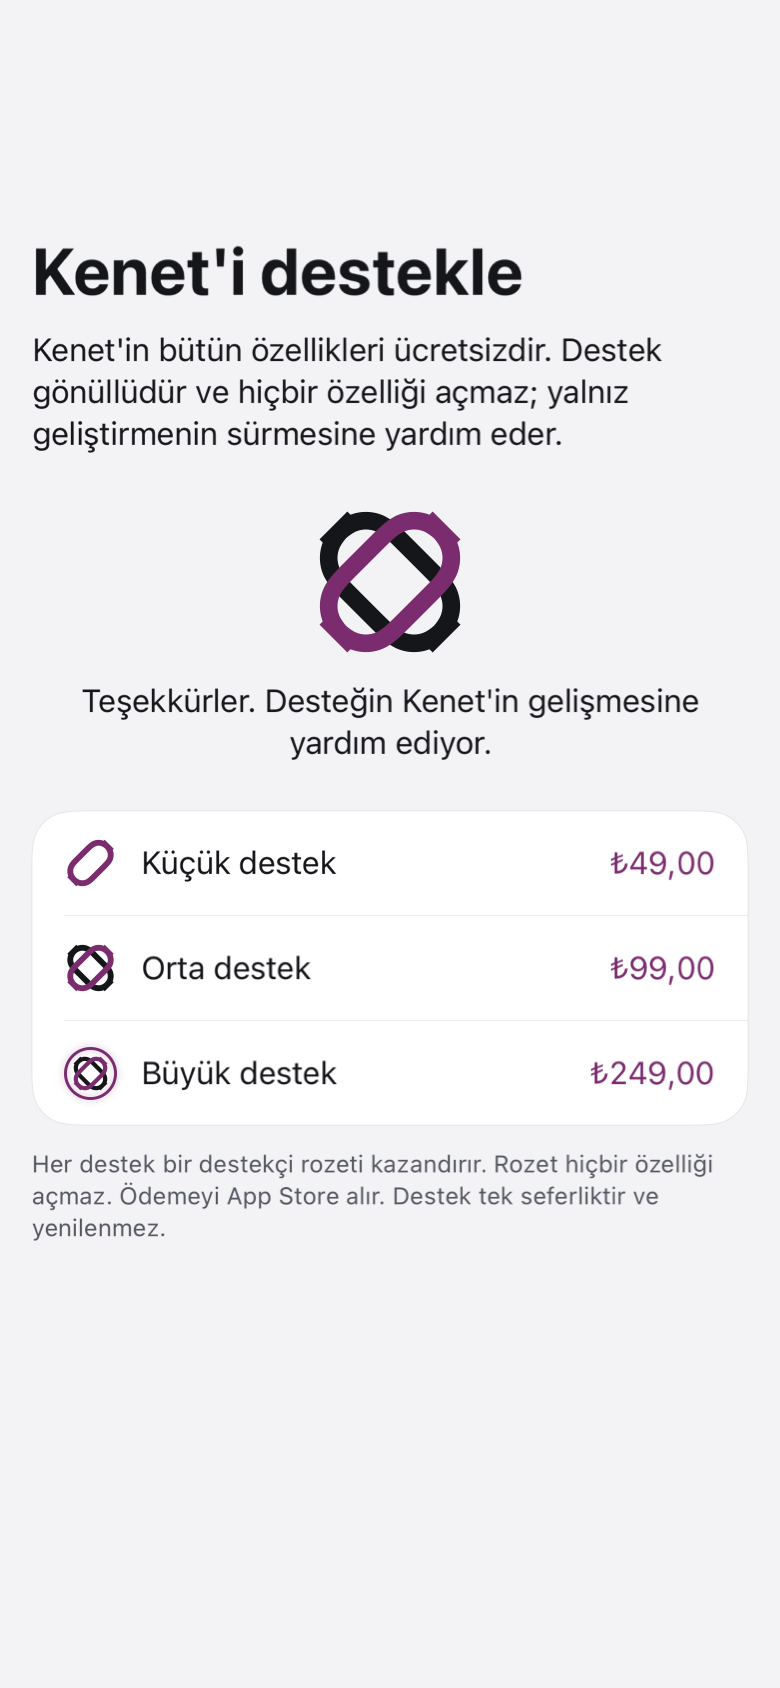 Kenet'i destekle
Kenet'in bütün özellikleri ücretsizdir. Destek
gönüllüdür ve hiçbir özelliği açmaz; yalnız
geliştirmenin sürmesine yardım eder.
Teşekkürler. Desteğin Kenet'in gelişmesine
yardım ediyor.
Küçük destek ₺49,00
Orta destek ₺99,00
Büyük destek ₺249,00
Her destek bir destekçi rozeti kazandırır. Rozet hiçbir özelliği
açmaz. Ödemeyi App Store alır. Destek tek seferliktir ve
yenilenmez.